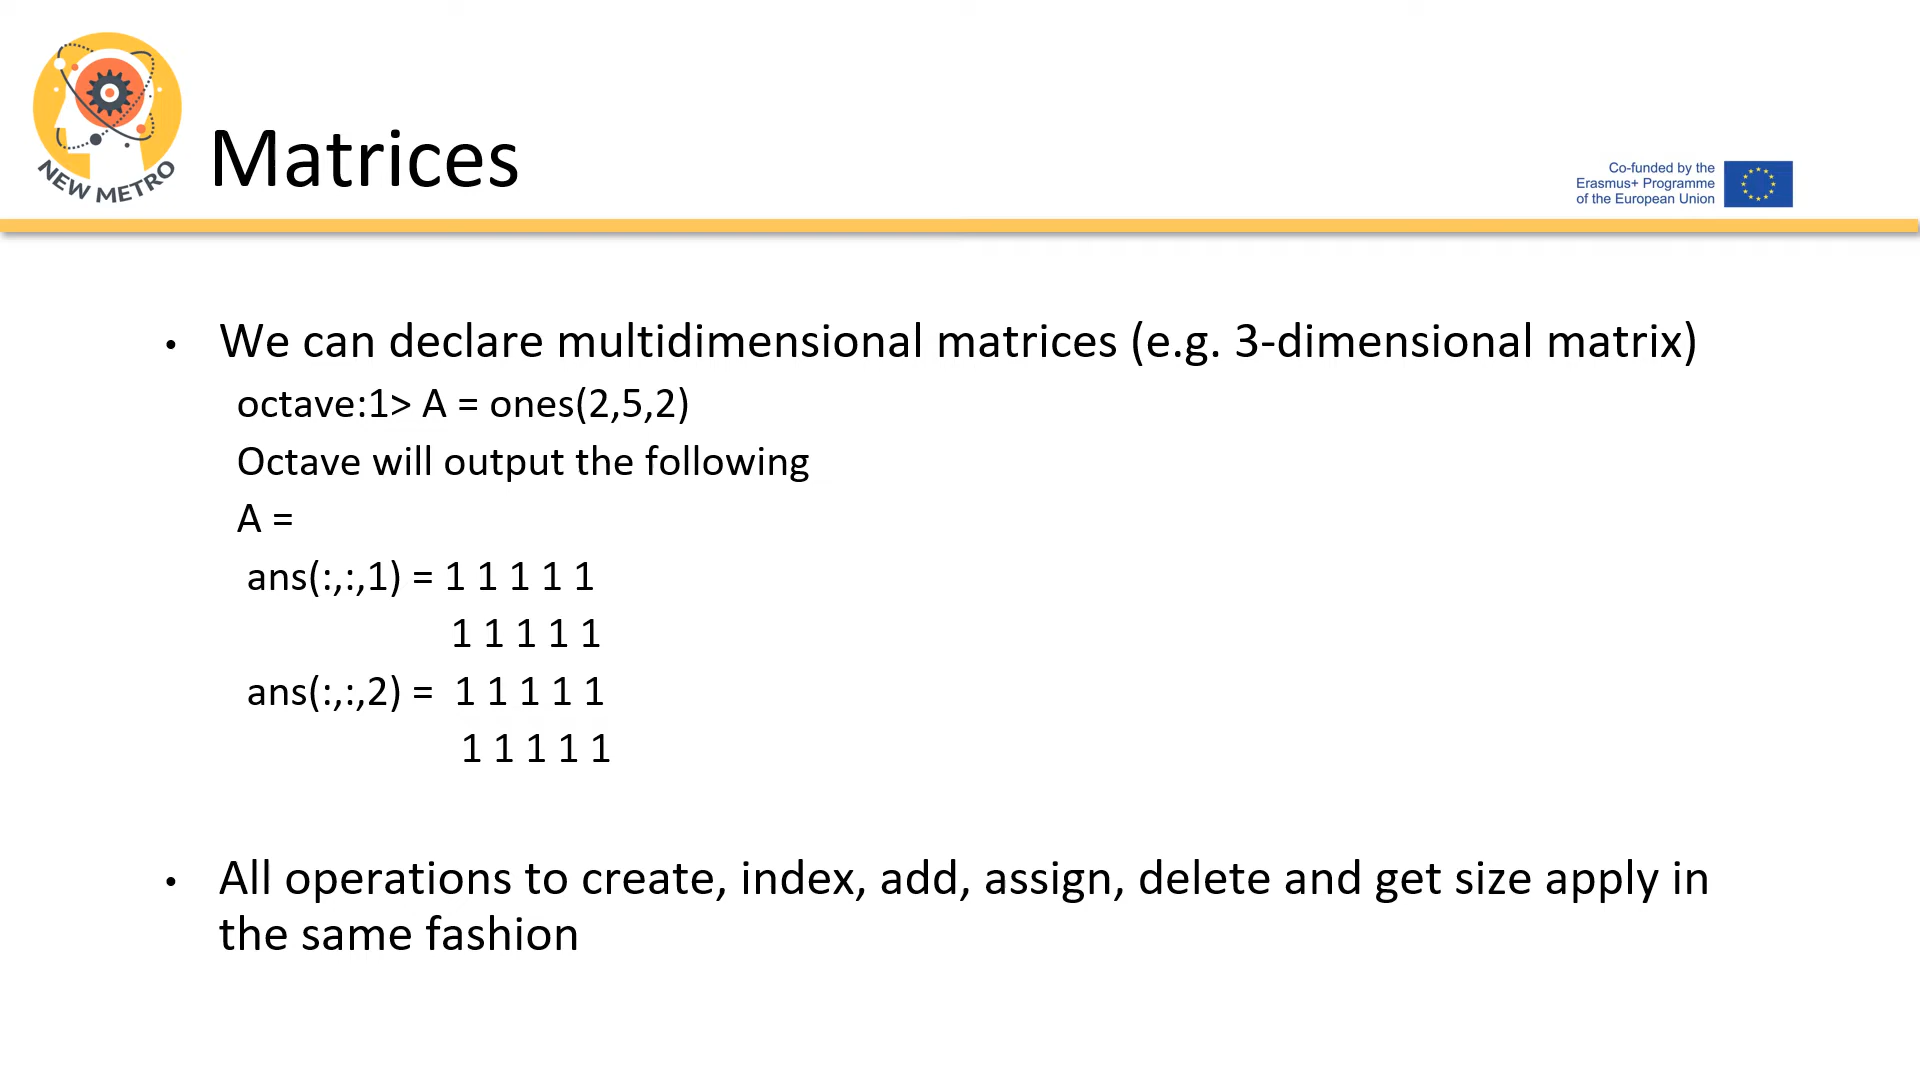 NEW METRO
Matrices
Co-funded by the
Erasmus+ Programme
of the European Union
• We can declare multidimensional matrices (e.g. 3-dimensional matrix)
octave:1> A = ones(2,5,2)
Octave will output the following
A =
ans(:,:,1) = 1 1 1 1 1
1 1 1 1 1
ans(:,:,2) = 1 1 1 1 1
1 1 1 1 1
• All operations to create, index, add, assign, delete and get size apply in
the same fashion